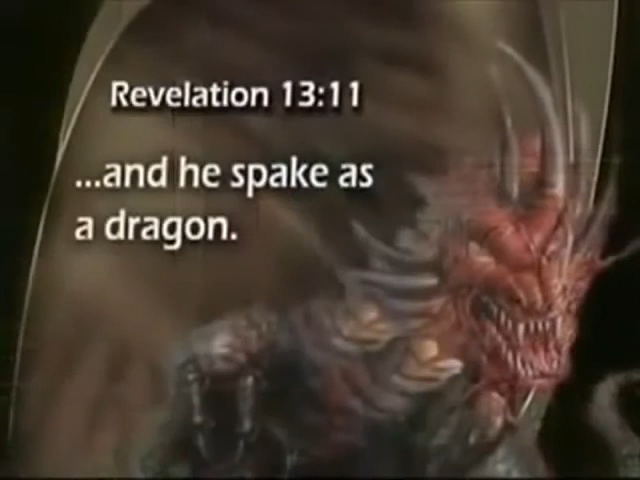 Revelation 13:11
...and he spake as
a dragon.